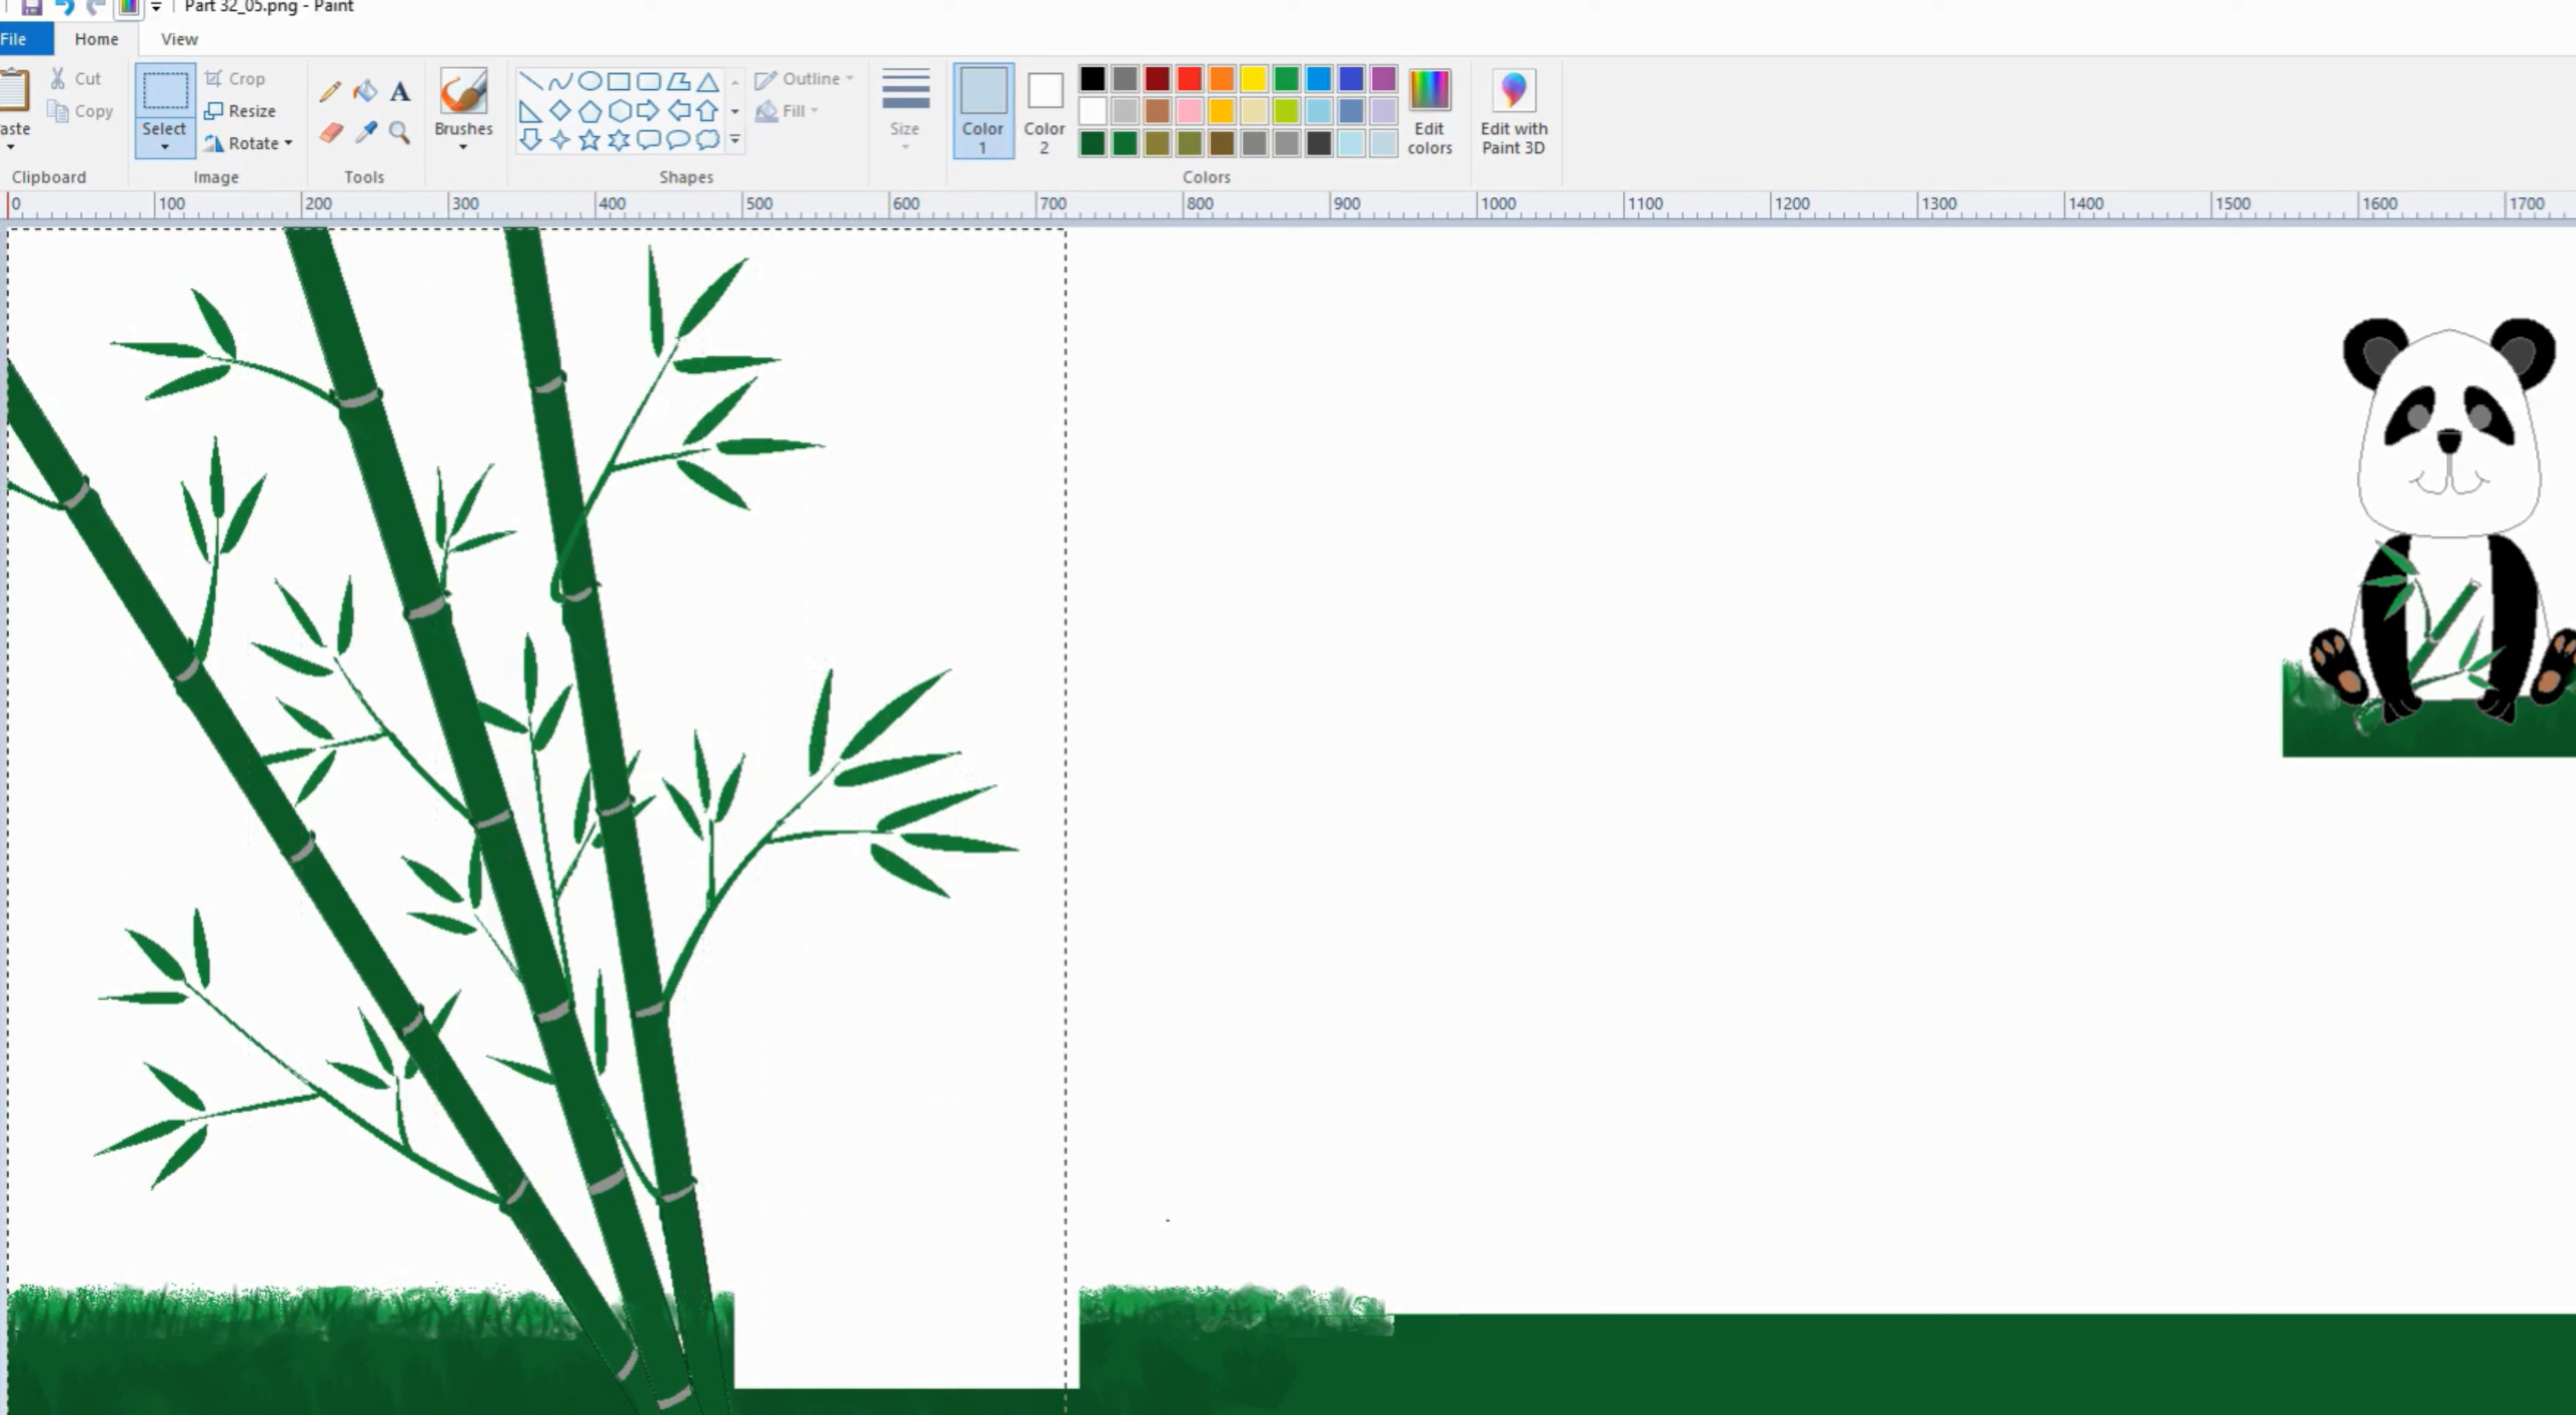 Part 32_05.png - Paint
File Home View
Cut Crop Outline
Copy Resize Fill
aste Select Rotate A Brushes Size Color 1 Color 2 Edit colors Edit with Paint 3D
Clipboard Image Tools Shapes Colors
0 100 200 300 400 500 600 700 800 900 1000 1100 1200 1300 1400 1500 1600 1700